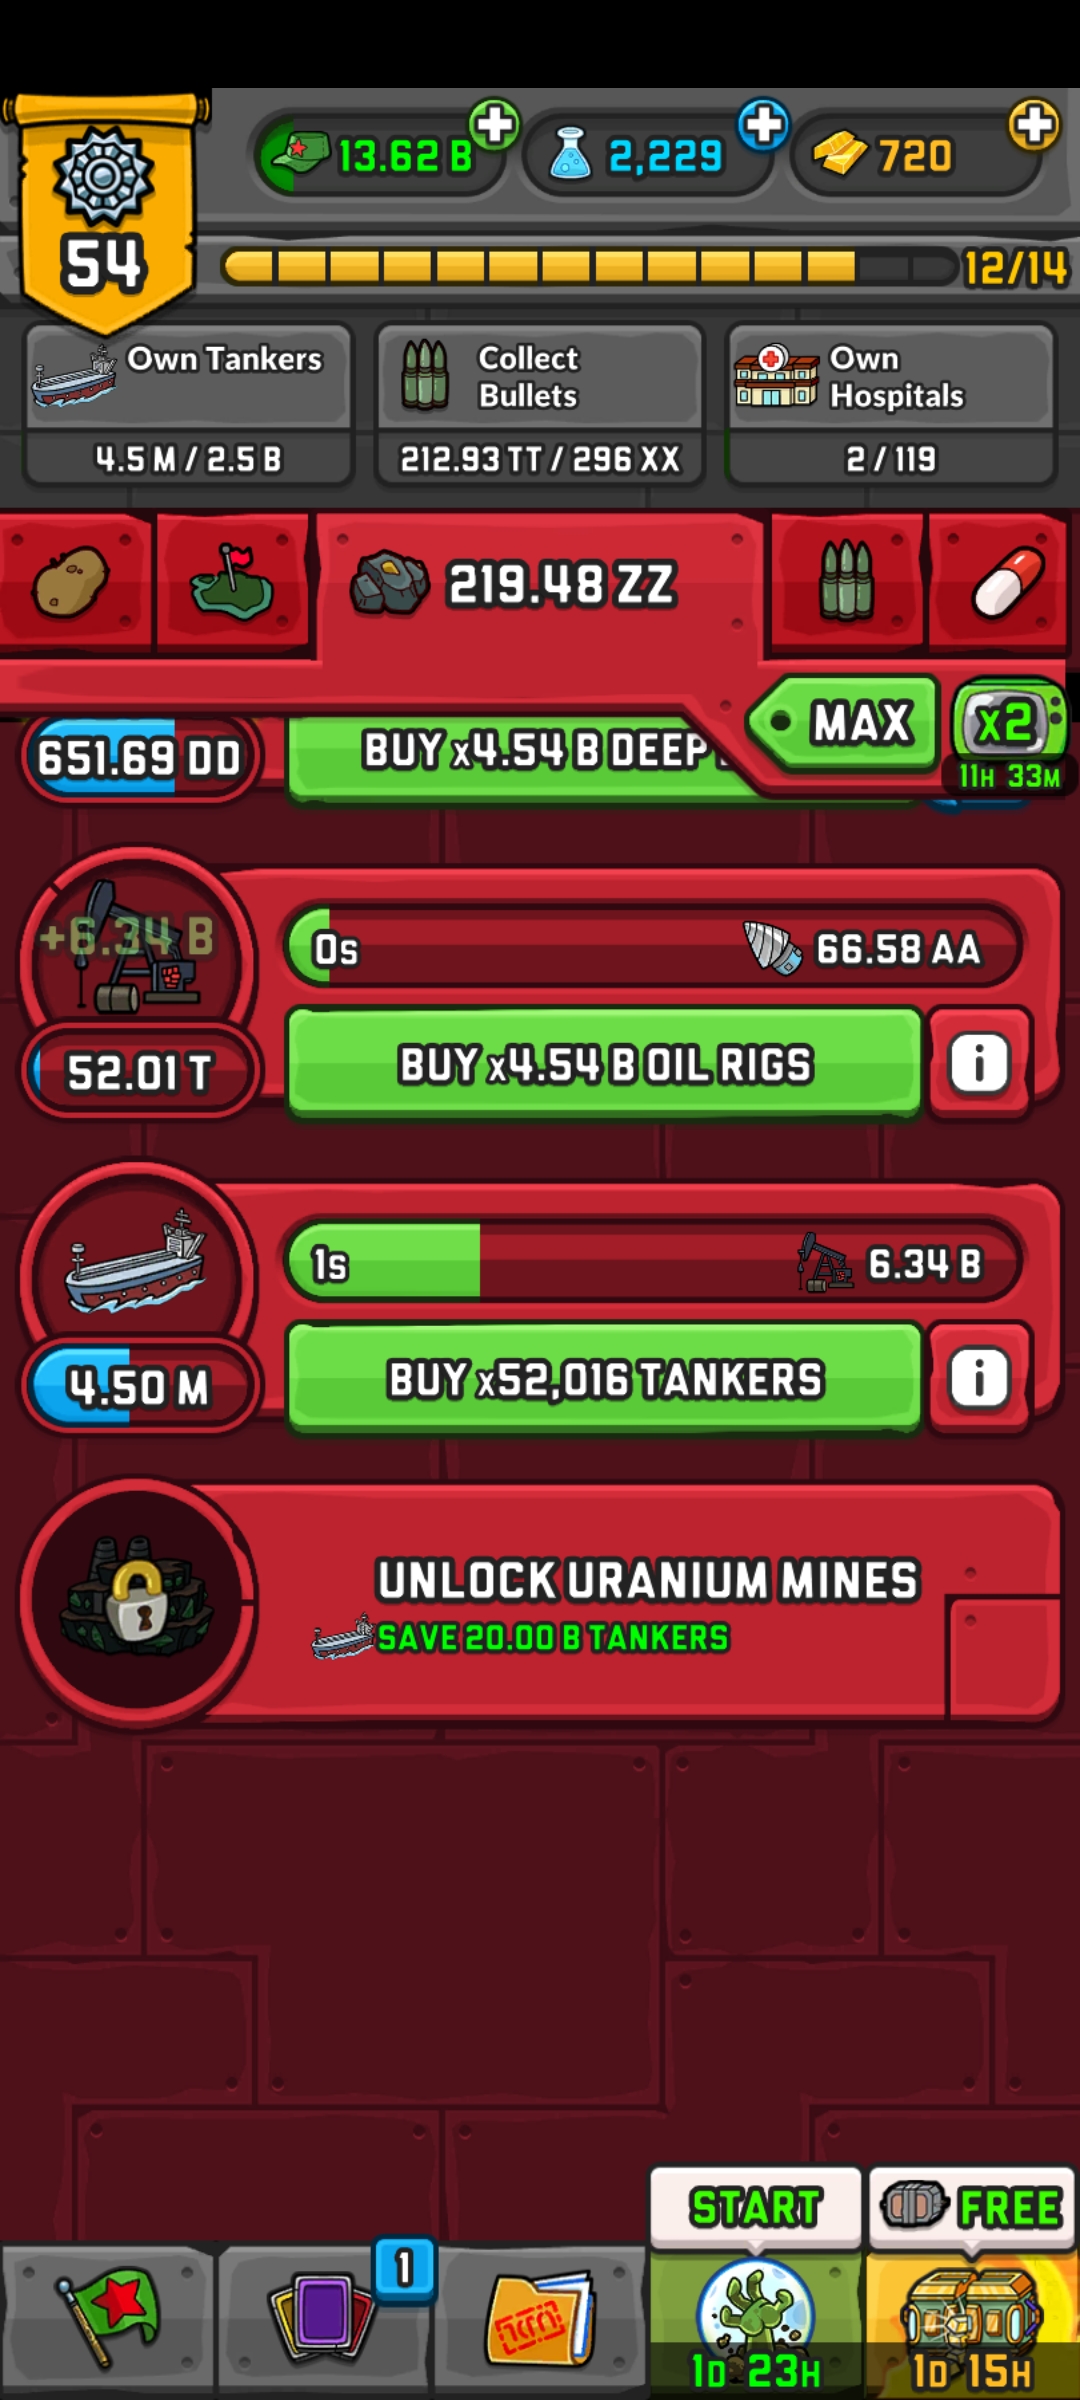 54
13.62 B
2,229
720
12/14
Own Tankers
4.5 M / 2.5 B
Collect
Bullets
212.93 TT / 296 XX
Own
Hospitals
2 / 119
219.48 ZZ
MAX
x2
11H 33M
651.69 DD
BUY x4.54 B DEEP
+6.34 B
0s
66.58 AA
52.01 T
BUY x4.54 B OIL RIGS
i
1s
6.34 B
4.50 M
BUY x52,016 TANKERS
i
UNLOCK URANIUM MINES
SAVE 20.00 B TANKERS
START
FREE
1
1D 23H
1D 15H